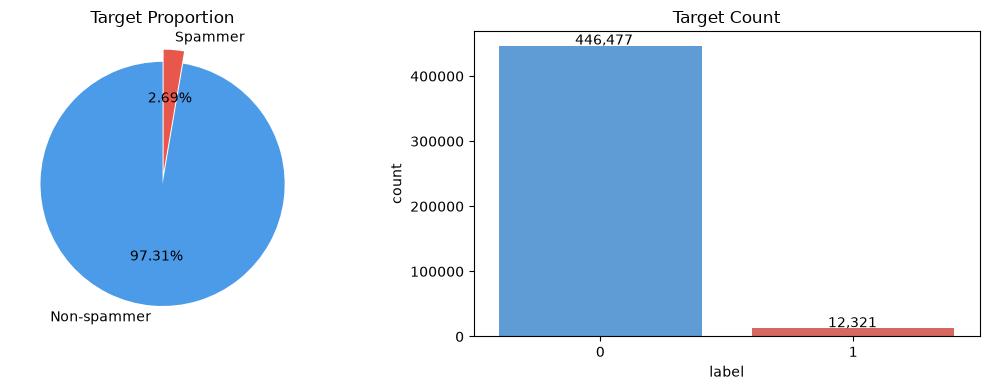 Target Proportion
Spammer
2.69%
97.31%
Non-spammer
Target Count
446,477
400000
300000
count
200000
100000
12,321
0
0
1
label